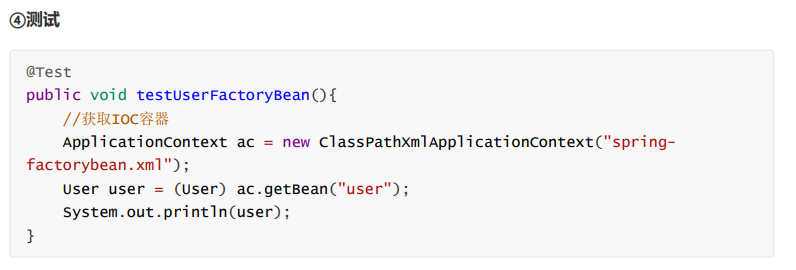 ④测试
@Test
public void testUserFactoryBean(){
    //获取IOC容器
    ApplicationContext ac = new ClassPathXmlApplicationContext("spring-
factorybean.xml");
    User user = (User) ac.getBean("user");
    System.out.println(user);
}